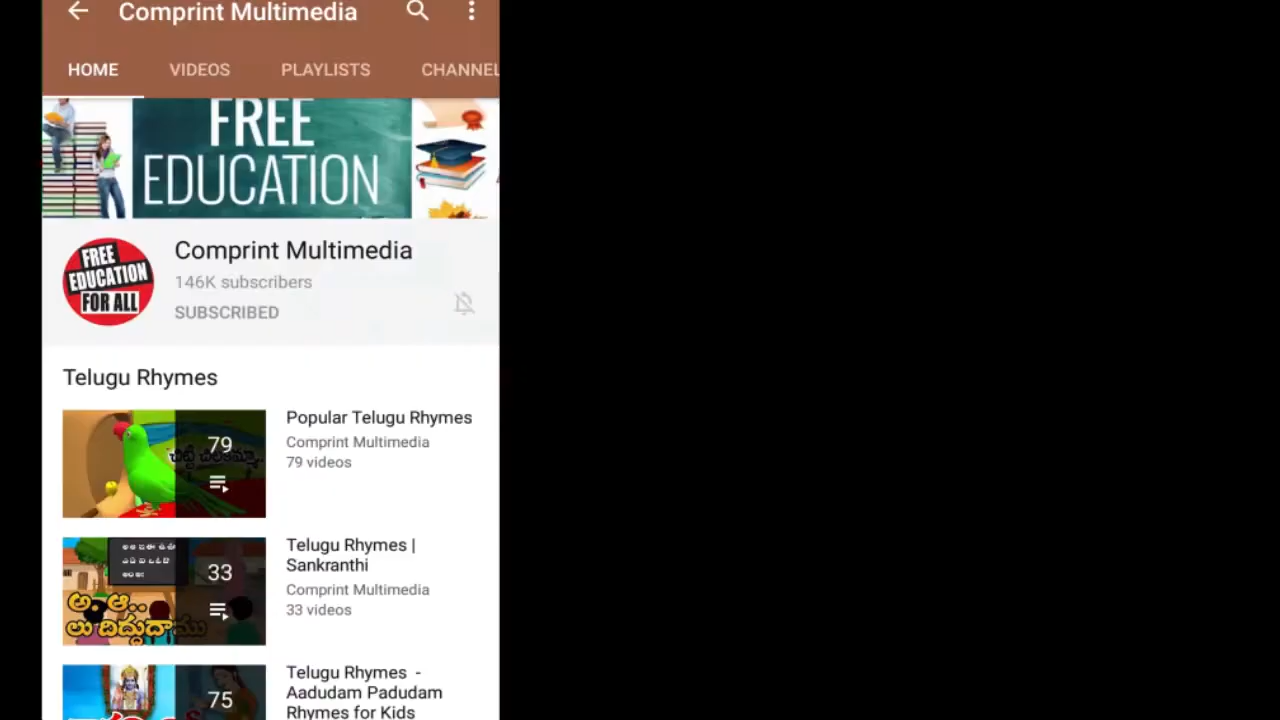 Comprint Multimedia
HOME VIDEOS PLAYLISTS CHANNEL
FREE
EDUCATION
FREE
EDUCATION
FOR ALL
Comprint Multimedia
146K subscribers
SUBSCRIBED
Telugu Rhymes
79
చిట్టి చిలకమ్మా..
Popular Telugu Rhymes
Comprint Multimedia
79 videos
33
అ. ఆ..
లు దిద్దుదాము
Telugu Rhymes |
Sankranthi
Comprint Multimedia
33 videos
75
Telugu Rhymes -
Aadudam Padudam
Rhymes for Kids